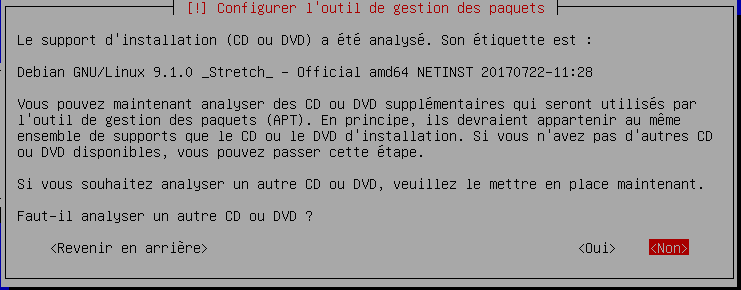 [!] Configurer l'outil de gestion des paquets
Le support d'installation (CD ou DVD) a été analysé. Son étiquette est :
Debian GNU/Linux 9.1.0 _Stretch_ - Official amd64 NETINST 20170722-11:28
Vous pouvez maintenant analyser des CD ou DVD supplémentaires qui seront utilisés par
l'outil de gestion des paquets (APT). En principe, ils devraient appartenir au même
ensemble de supports que le CD ou le DVD d'installation. Si vous n'avez pas d'autres CD
ou DVD disponibles, vous pouvez passer cette étape.
Si vous souhaitez analyser un autre CD ou DVD, veuillez le mettre en place maintenant.
Faut-il analyser un autre CD ou DVD ?
<Revenir en arrière> <Oui> <Non>